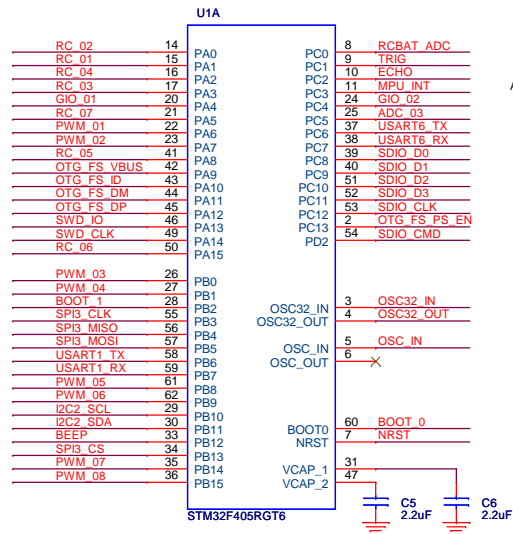 U1A
RC_02 14 PA0 PC0 8 RCBAT_ADC
RC_01 15 PA1 PC1 9 TRIG
RC_04 16 PA2 PC2 10 ECHO
RC_03 17 PA3 PC3 11 MPU_INT
GIO_01 20 PA4 PC4 24 GIO_02
RC_07 21 PA5 PC5 25 ADC_03
PWM_01 22 PA6 PC6 37 USART6_TX
PWM_02 23 PA7 PC7 38 USART6_RX
RC_05 41 PA8 PC8 39 SDIO_D0
OTG_FS_VBUS 42 PA9 PC9 40 SDIO_D1
OTG_FS_ID 43 PA10 PC10 51 SDIO_D2
OTG_FS_DM 44 PA11 PC11 52 SDIO_D3
OTG_FS_DP 45 PA12 PC12 53 SDIO_CLK
SWD_IO 46 PA13 PC13 2 OTG_FS_PS_EN
SWD_CLK 49 PA14 PD2 54 SDIO_CMD
RC_06 50 PA15
PWM_03 26 PB0
PWM_04 27 PB1
BOOT_1 28 PB2 OSC32_IN 3 OSC32_IN
SPI3_CLK 55 PB3 OSC32_OUT 4 OSC32_OUT
SPI3_MISO 56 PB4
SPI3_MOSI 57 PB5 OSC_IN 5 OSC_IN
USART1_TX 58 PB6 OSC_OUT 6
USART1_RX 59 PB7
PWM_05 61 PB8
PWM_06 62 PB9
I2C2_SCL 29 PB10
I2C2_SDA 30 PB11 BOOT0 60 BOOT_0
BEEP 33 PB12 NRST 7 NRST
SPI3_CS 34 PB13
PWM_07 35 PB14 VCAP_1 31
PWM_08 36 PB15 VCAP_2 47
STM32F405RGT6
C5 C6
2.2uF 2.2uF